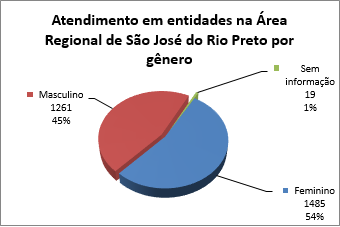 Atendimento em entidades na Área
Regional de São José do Rio Preto por
gênero
Sem
informação
19
1%
Masculino
1261
45%
Feminino
1485
54%